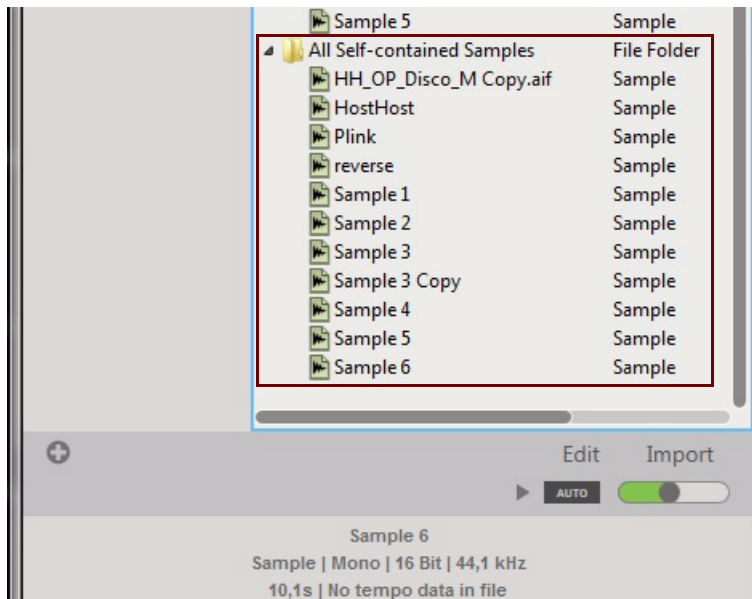 Sample 5 Sample
All Self-contained Samples File Folder
HH_OP_Disco_M Copy.aif Sample
HostHost Sample
Plink Sample
reverse Sample
Sample 1 Sample
Sample 2 Sample
Sample 3 Sample
Sample 3 Copy Sample
Sample 4 Sample
Sample 5 Sample
Sample 6 Sample
Edit Import
AUTO
Sample 6
Sample | Mono | 16 Bit | 44,1 kHz
10,1s | No tempo data in file